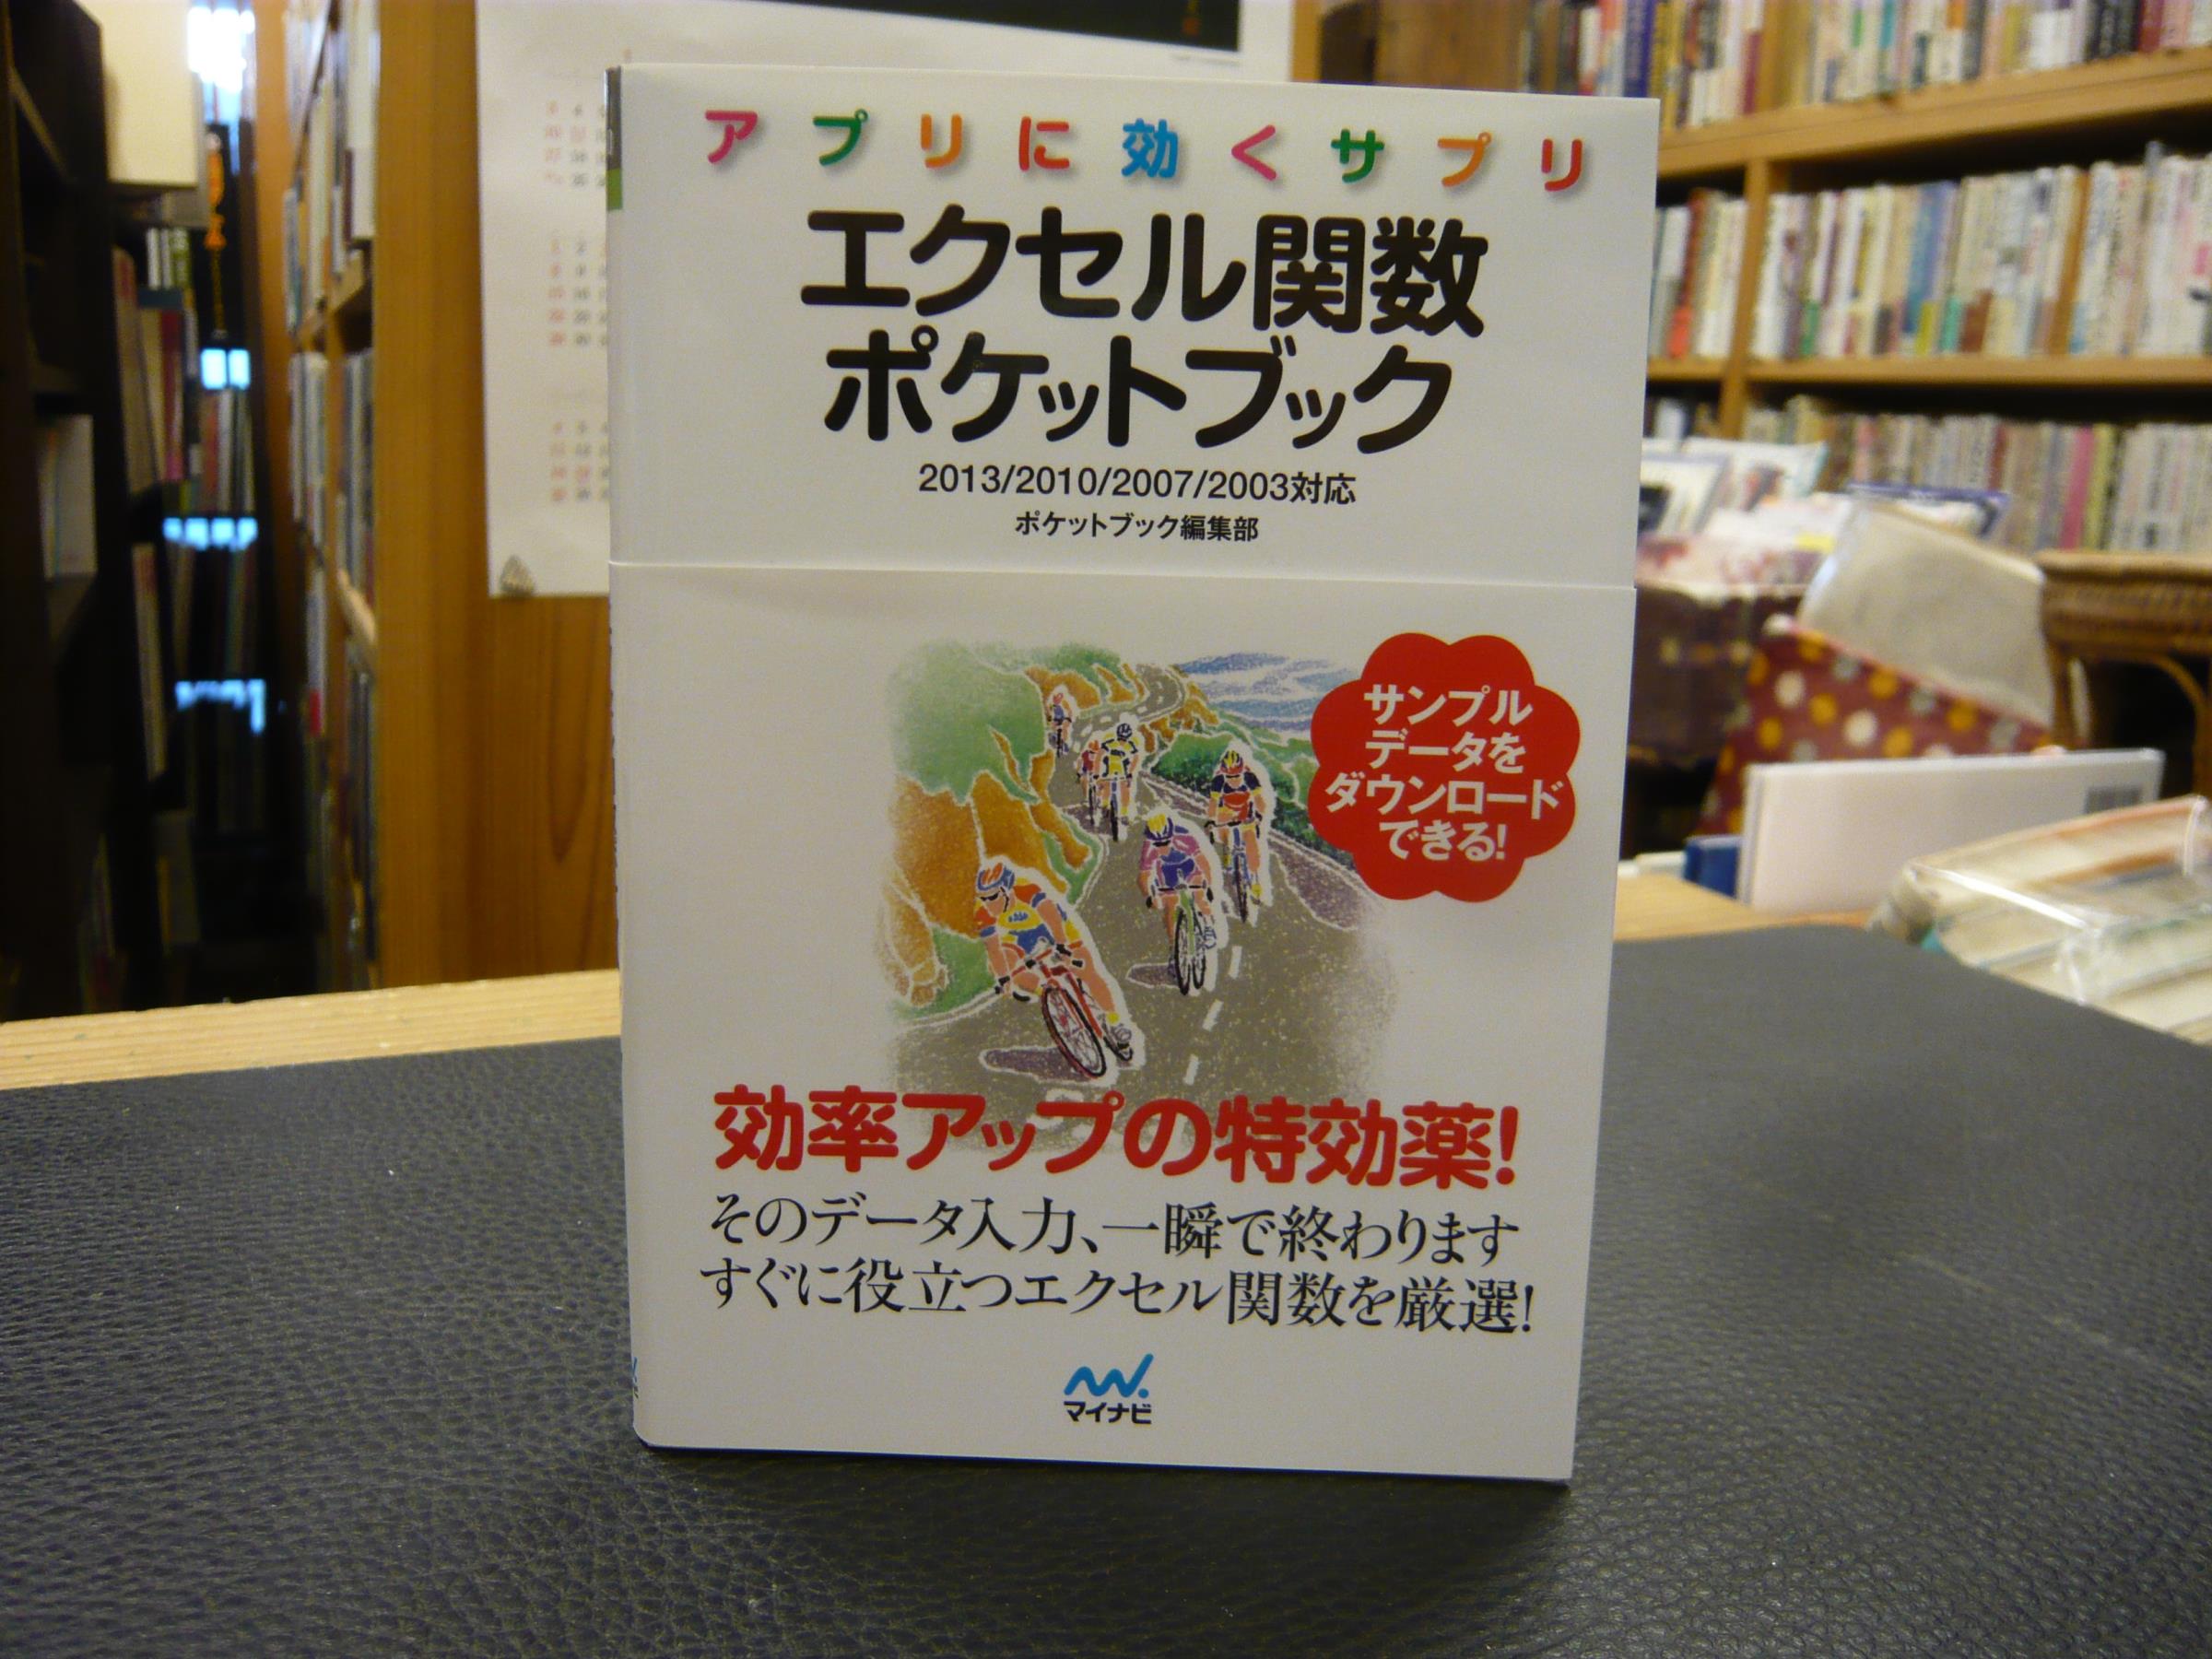 アプリに効くサプリ
エクセル関数
ポケットブック
2013/2010/2007/2003対応
ポケットブック編集部
サンプル
データを
ダウンロード
できる!
効率アップの特効薬!
そのデータ入力、一瞬で終わります
すぐに役立つエクセル関数を厳選!
マイナビ